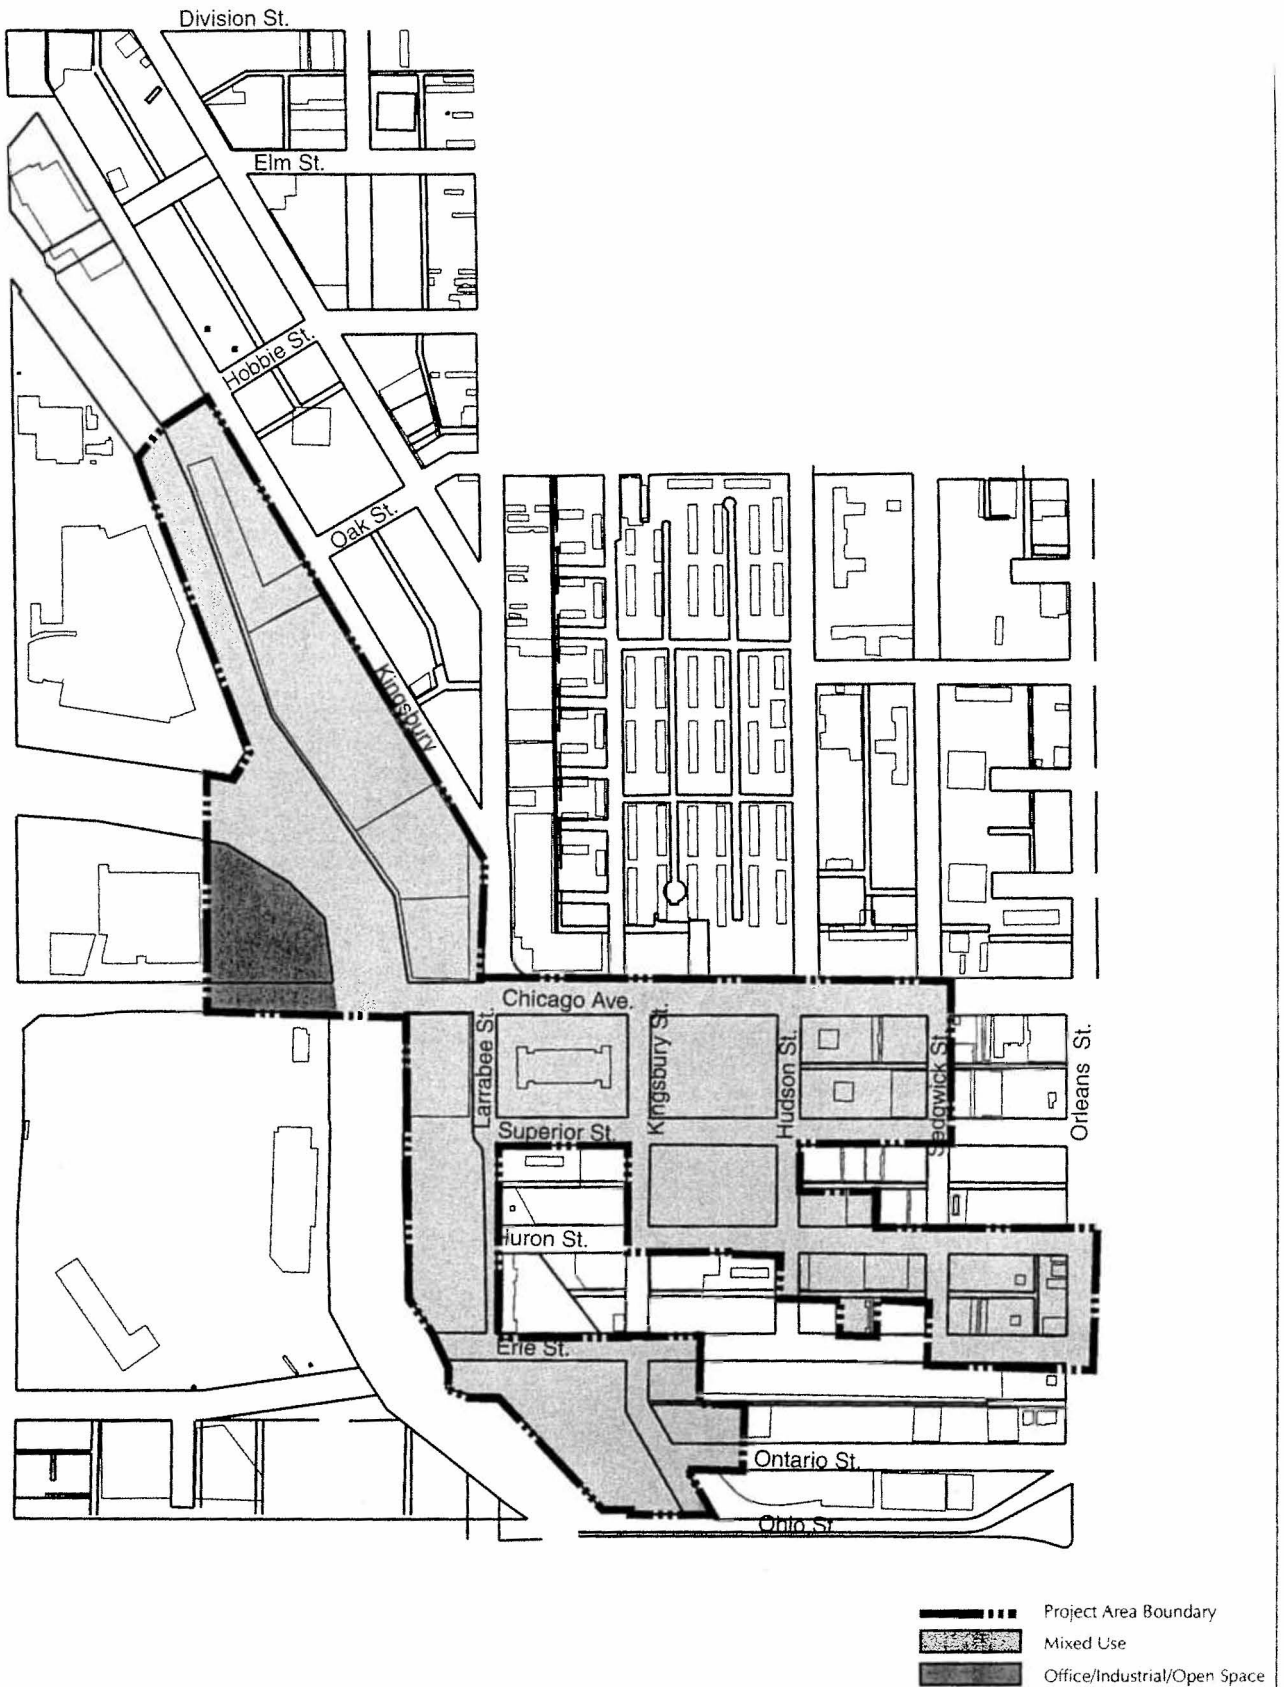 Division St.
Elm St.
Hobbie St.
Oak St.
Kingsbury
Chicago Ave.
Larrabee St.
Kingsbury St.
Hudson St.
Sedgwick St
Orleans St.
Superior St.
Huron St.
Erie St.
Ontario St.
Ohio St
Project Area Boundary
Mixed Use
Office/Industrial/Open Space